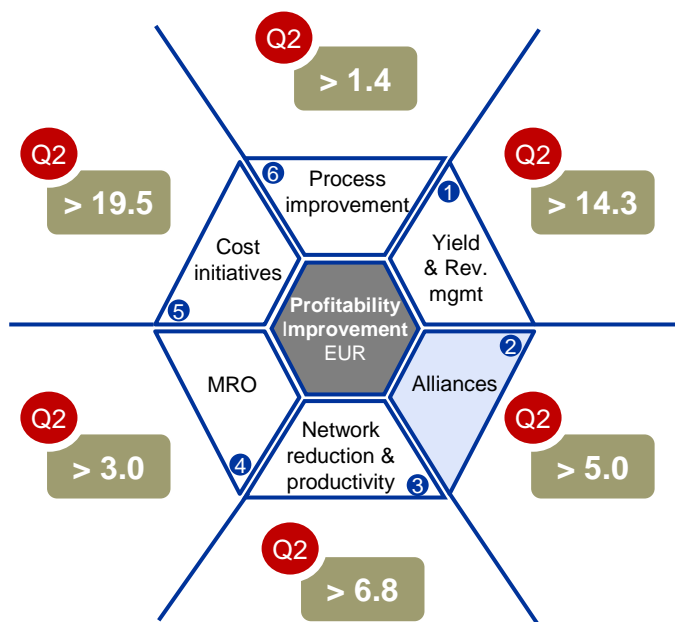 Q2
> 1.4
Q2
> 19.5
Q2
> 14.3
6
Process
improvement
1
Yield
& Rev.
mgmt
Cost
initiatives
5
Profitability
Improvement
EUR
2
Alliances
MRO
4
Network
reduction &
productivity
3
Q2
> 3.0
Q2
> 5.0
Q2
> 6.8